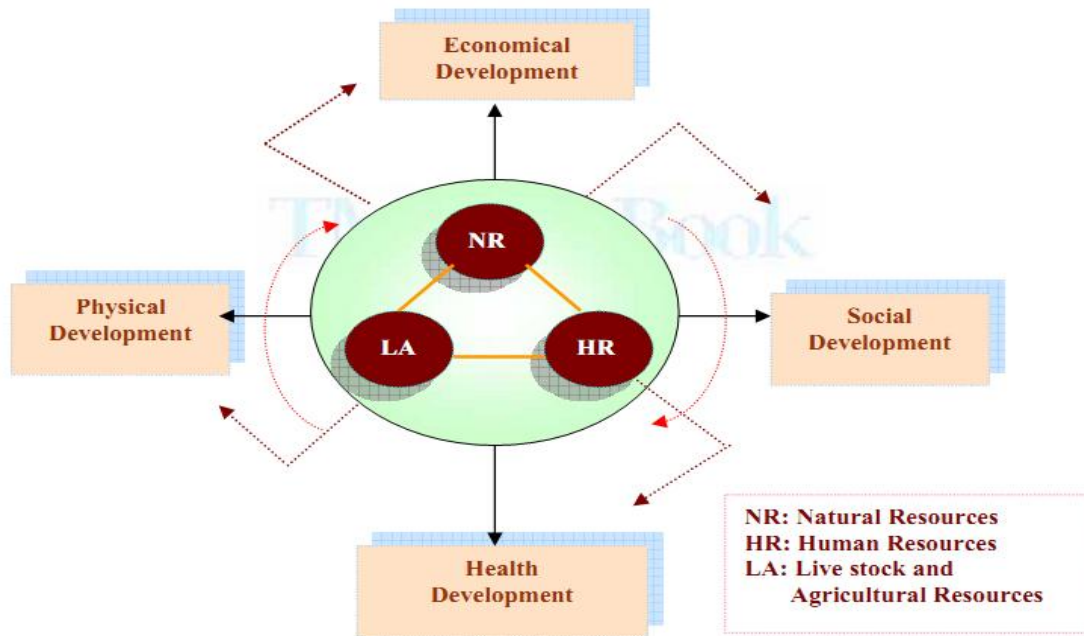 Economical
Development
Book
NR
Physical
Development
LA
HR
Social
Development
Health
Development
NR: Natural Resources
HR: Human Resources
LA: Live stock and
Agricultural Resources